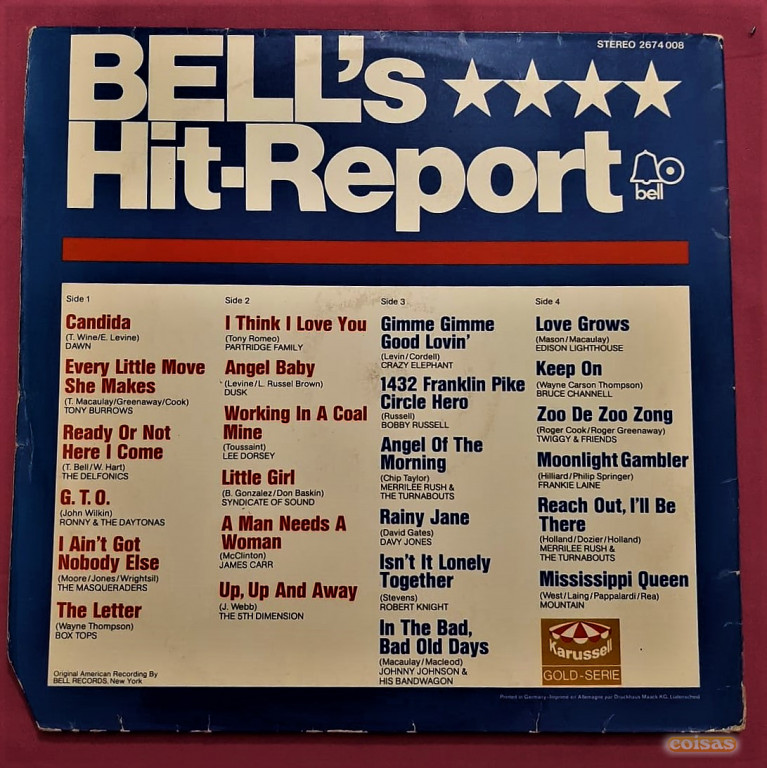 STEREO 2674 008
BELL's
Hit-Report
bell
Side 1
Candida
(T. Wine/E. Levine)
DAWN
Every Little Move
She Makes
(T. Macaulay/Greenaway/Cook)
TONY BURROWS
Ready Or Not
Here I Come
(T. Bell/W. Hart)
THE DELFONICS
G. T. O.
(John Wilkin)
RONNY & THE DAYTONAS
I Ain't Got
Nobody Else
(Moore/Jones/Wrightsil)
THE MASQUERADERS
The Letter
(Wayne Thompson)
BOX TOPS
Original American Recording By
BELL RECORDS, New York
Side 2
I Think I Love You
(Tony Romeo)
PARTRIDGE FAMILY
Angel Baby
(Levine/L. Russel Brown)
DUSK
Working In A Coal
Mine
(Toussaint)
LEE DORSEY
Little Girl
(B. Gonzalez/Don Baskin)
SYNDICATE OF SOUND
A Man Needs A
Woman
(McClinton)
JAMES CARR
Up, Up And Away
(J. Webb)
THE 5TH DIMENSION
Side 3
Gimme Gimme
Good Lovin'
(Levin/Cordell)
CRAZY ELEPHANT
1432 Franklin Pike
Circle Hero
(Russell)
BOBBY RUSSELL
Angel Of The
Morning
(Chip Taylor)
MERRILEE RUSH &
THE TURNABOUTS
Rainy Jane
(David Gates)
DAVY JONES
Isn't It Lonely
Together
(Stevens)
ROBERT KNIGHT
In The Bad,
Bad Old Days
(Macaulay/Macleod)
JOHNNY JOHNSON &
HIS BANDWAGON
Side 4
Love Grows
(Mason/Macaulay)
EDISON LIGHTHOUSE
Keep On
(Wayne Carson Thompson)
BRUCE CHANNELL
Zoo De Zoo Zong
(Roger Cook/Roger Greenaway)
TWIGGY & FRIENDS
Moonlight Gambler
(Hilliard/Philip Springer)
FRANKIE LAINE
Reach Out, I'll Be
There
(Holland/Dozier/Holland)
MERRILEE RUSH &
THE TURNABOUTS
Mississippi Queen
(West/Laing/Pappalardi/Rea)
MOUNTAIN
Karussell
GOLD-SERIE
Printed in Germany - Imprimé en Allemagne par Druckhaus Maack KG, Lüdenscheid
coisas